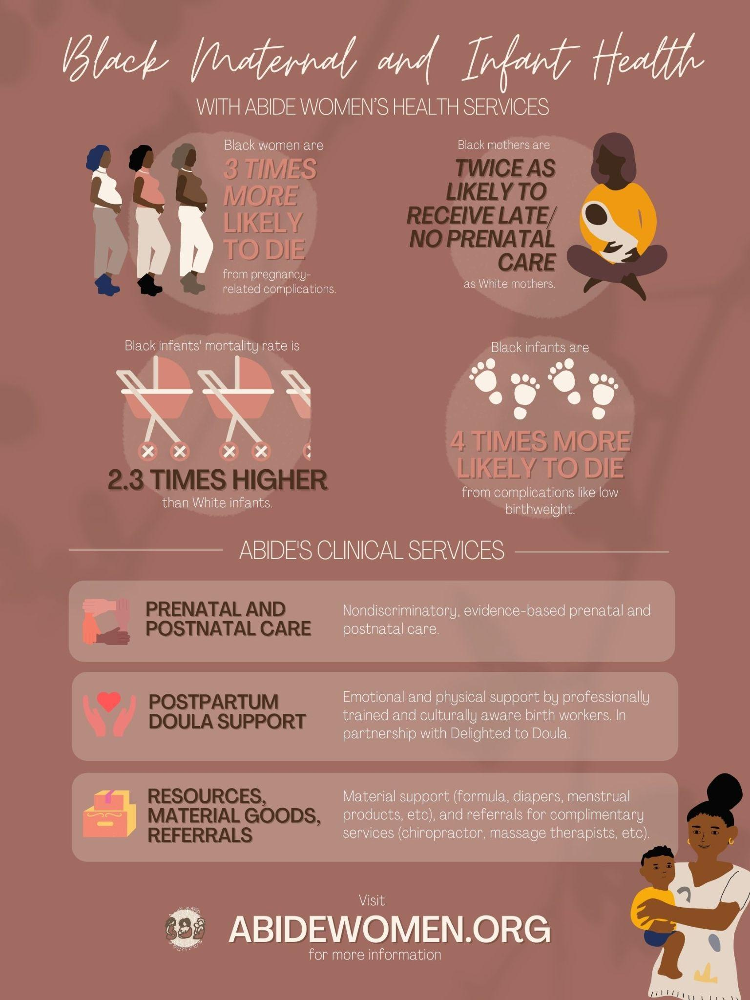 Black Maternal and Infant Health
WITH ABIDE WOMEN'S HEALTH SERVICES
Black women are
3 TIMES
MORE
LIKELY
TO DIE
from pregnancy-
related complications.
Black mothers are
TWICE AS
LIKELY TO
RECEIVE LATE/
NO PRENATAL
CARE
as White mothers.
Black infants' mortality rate is
2.3 TIMES HIGHER
than White infants.
Black infants are
4 TIMES MORE
LIKELY TO DIE
from complications like low
birthweight.
ABIDE'S CLINICAL SERVICES
PRENATAL AND
POSTNATAL CARE
Nondiscriminatory, evidence-based prenatal and
postnatal care.
POSTPARTUM
DOULA SUPPORT
Emotional and physical support by professionally
trained and culturally aware birth workers. In
partnership with Delighted to Doula.
RESOURCES,
MATERIAL GOODS,
REFERRALS
Material support (formula, diapers, menstrual
products, etc), and referrals for complimentary
services (chiropractor, massage therapists, etc).
Visit
ABIDEWOMEN.ORG
for more information